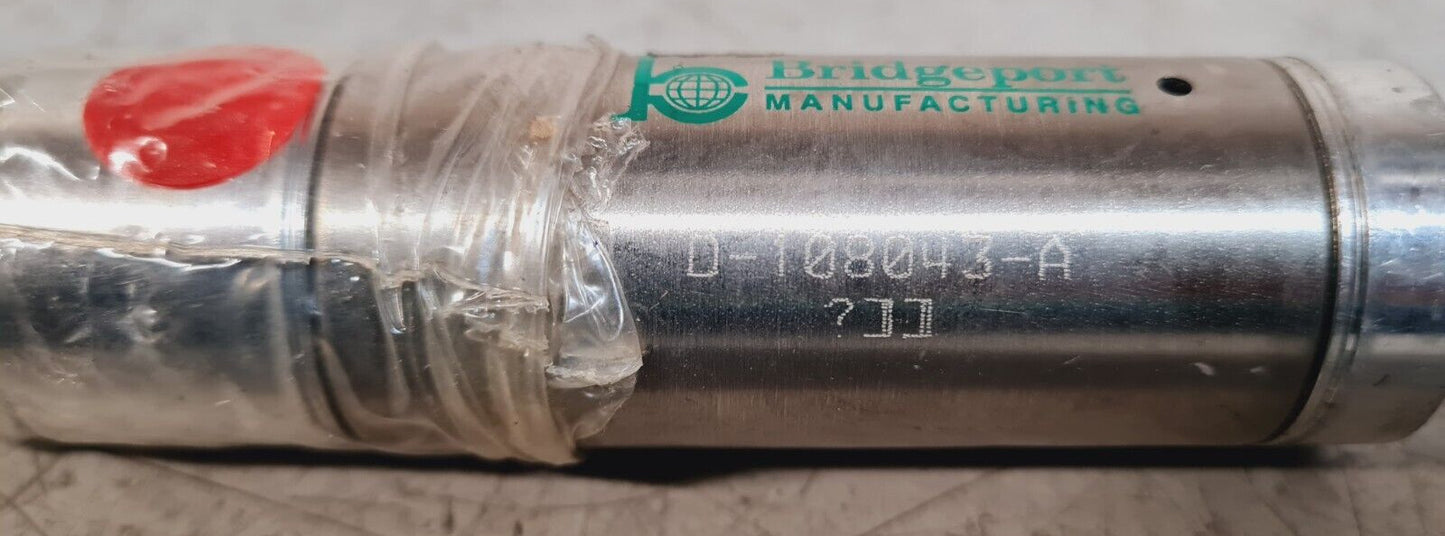 Bridgeport
MANUFACTURING
D-108043-A
?]]